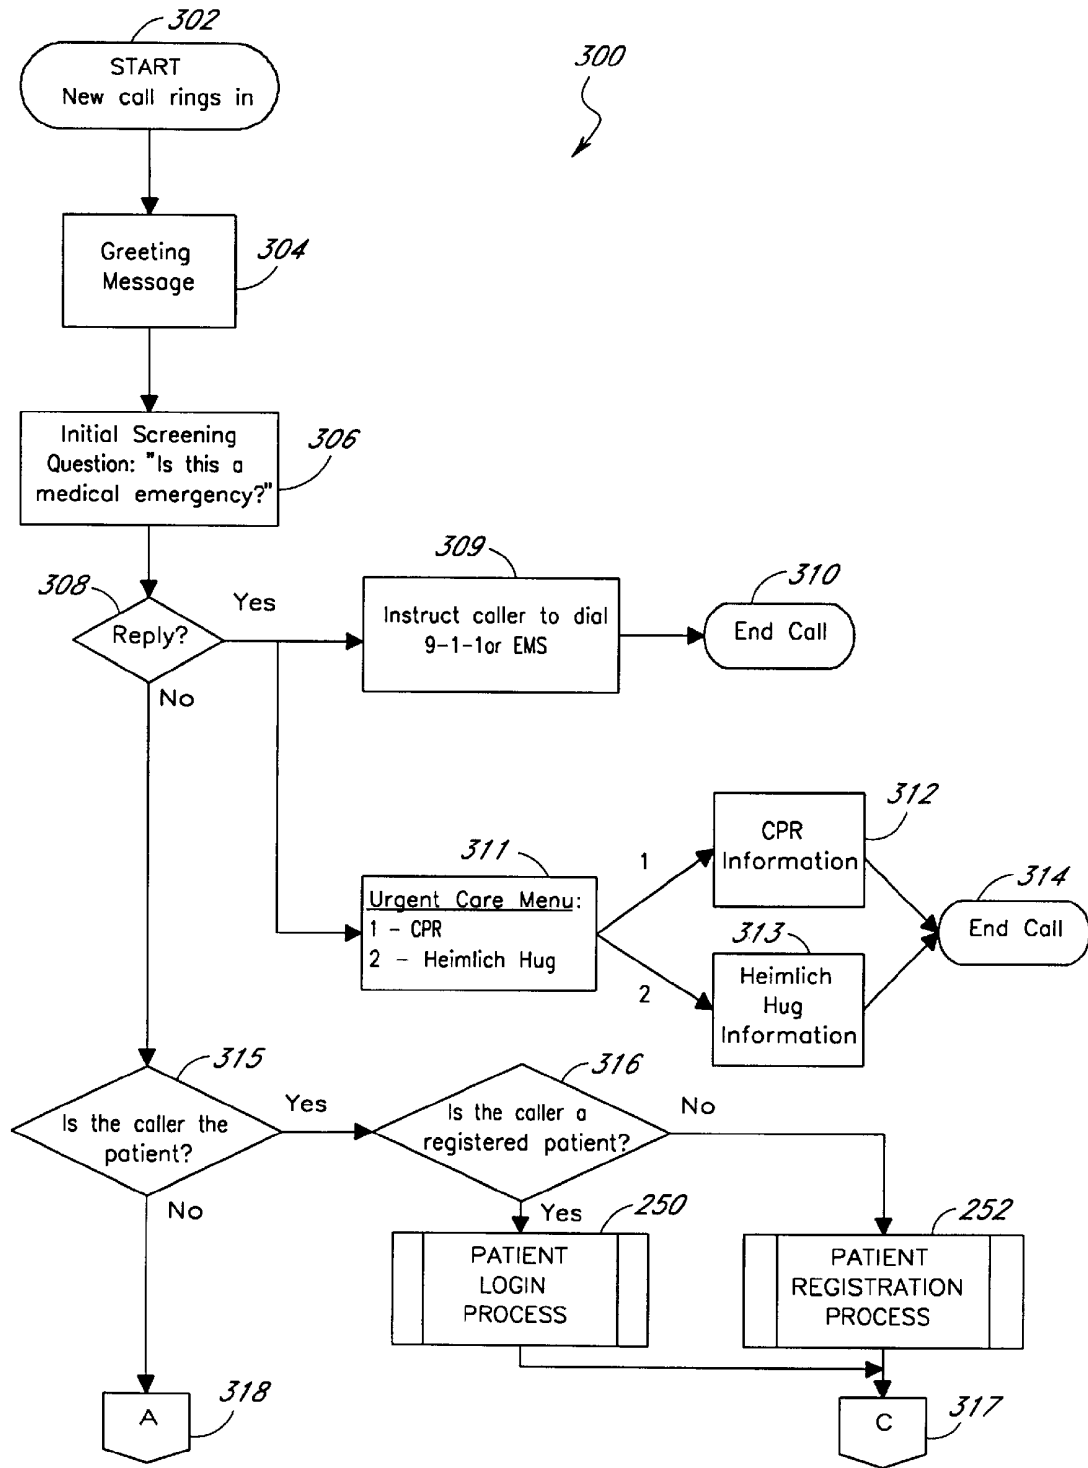 302
START
New call rings in
300
Greeting
Message
304
Initial Screening
Question: "Is this a
medical emergency?"
306
308
Reply?
Yes
No
309
Instruct caller to dial
9-1-1or EMS
310
End Call
311
Urgent Care Menu:
1 - CPR
2 - Heimlich Hug
1
2
312
CPR
Information
313
Heimlich
Hug
Information
314
End Call
315
Is the caller the
patient?
Yes
No
316
Is the caller a
registered patient?
No
Yes
250
PATIENT
LOGIN
PROCESS
252
PATIENT
REGISTRATION
PROCESS
A
318
C
317